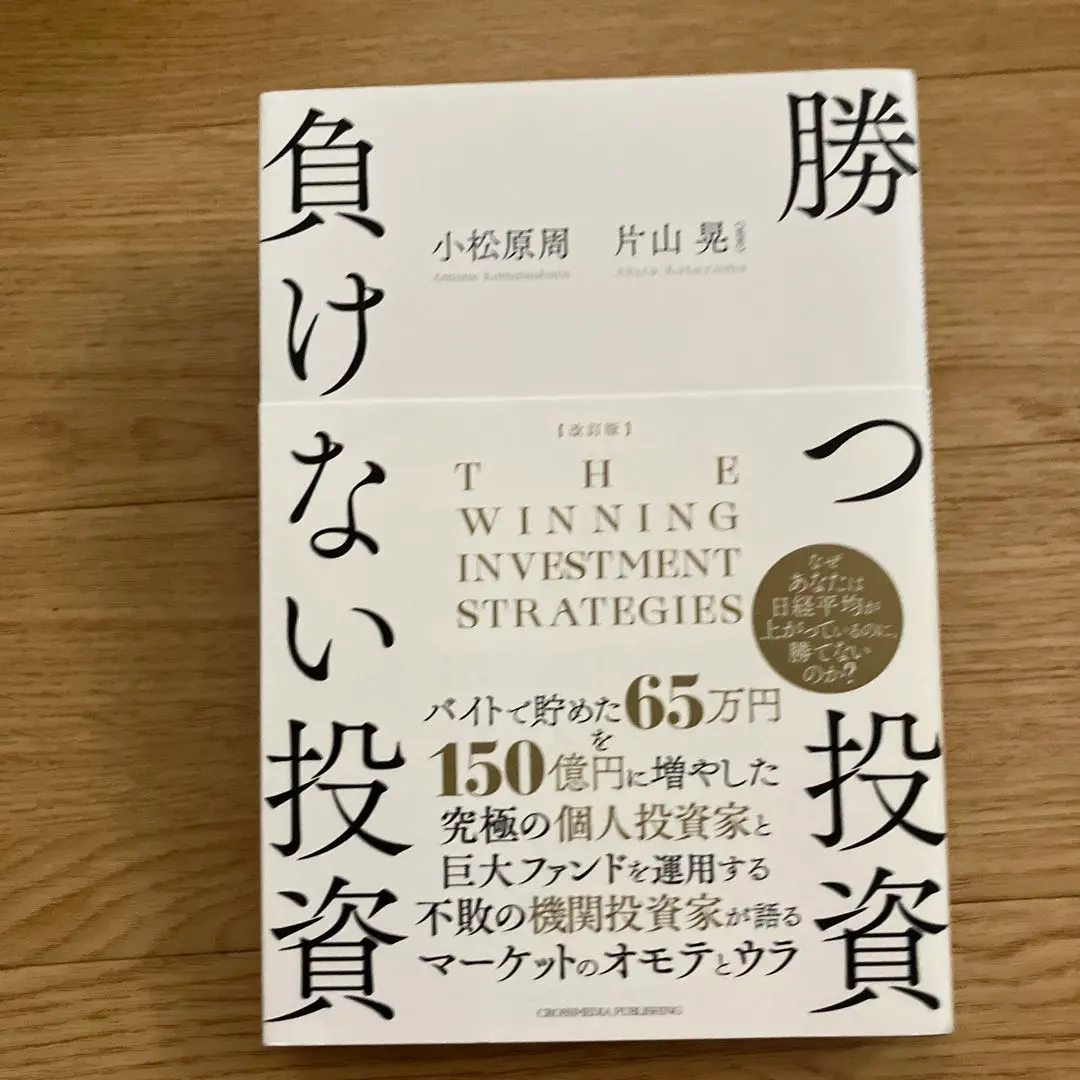 勝つ投資
負けない投資
片山 晃
小松原周
【改訂版】
THE
WINNING
INVESTMENT
STRATEGIES
なぜ
あなたは
日経平均が
上がっているのに、
勝てない
のか?
バイトで貯めた65万円
を
150億円に増やした
究極の個人投資家と
巨大ファンドを運用する
不敗の機関投資家が語る
マーケットのオモテとウラ
CROSSMEDIA PUBLISHING